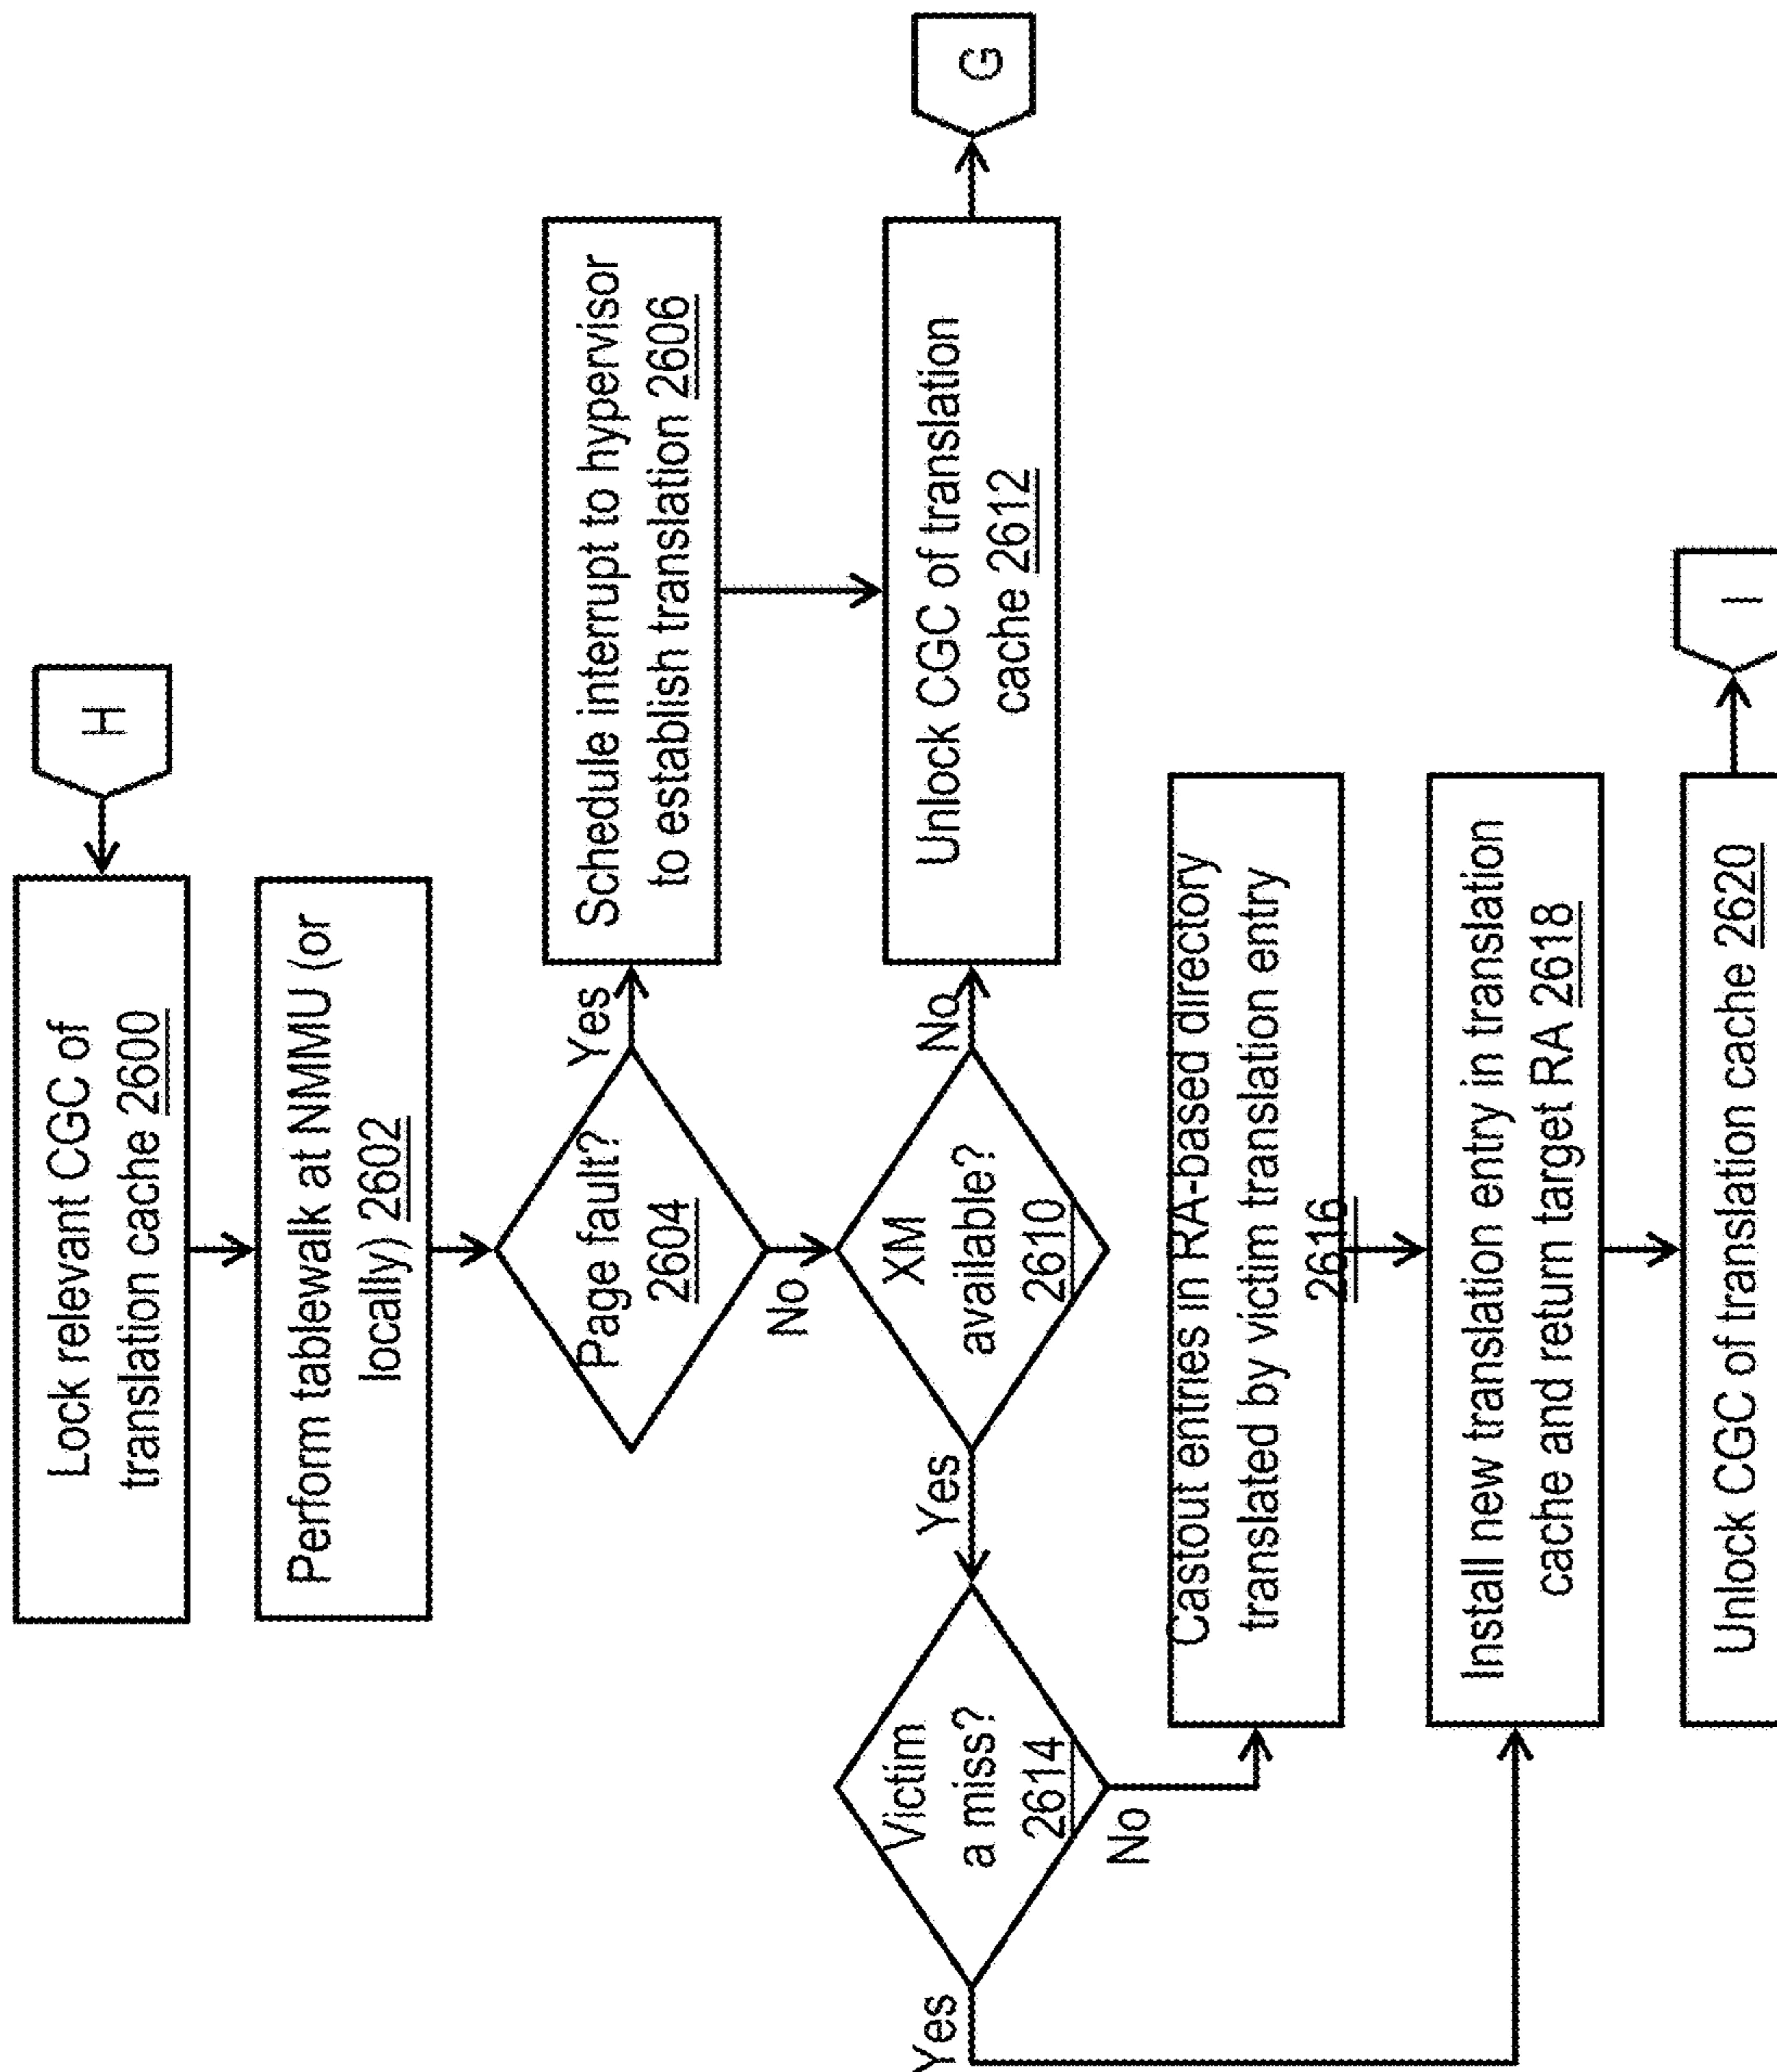 H
Lock relevant CGC of
translation cache 2600
Perform tablewalk at NMMU (or
locally) 2602
Page fault?
2604
Yes
No
Schedule interrupt to hypervisor
to establish translation 2606
XM
available?
2610
No
Yes
Unlock CGC of translation
cache 2612
G
Victim
a miss?
2614
Yes
No
Castout entries in RA-based directory
translated by victim translation entry
2616
Install new translation entry in translation
cache and return target RA 2618
Unlock CGC of translation cache 2620
I